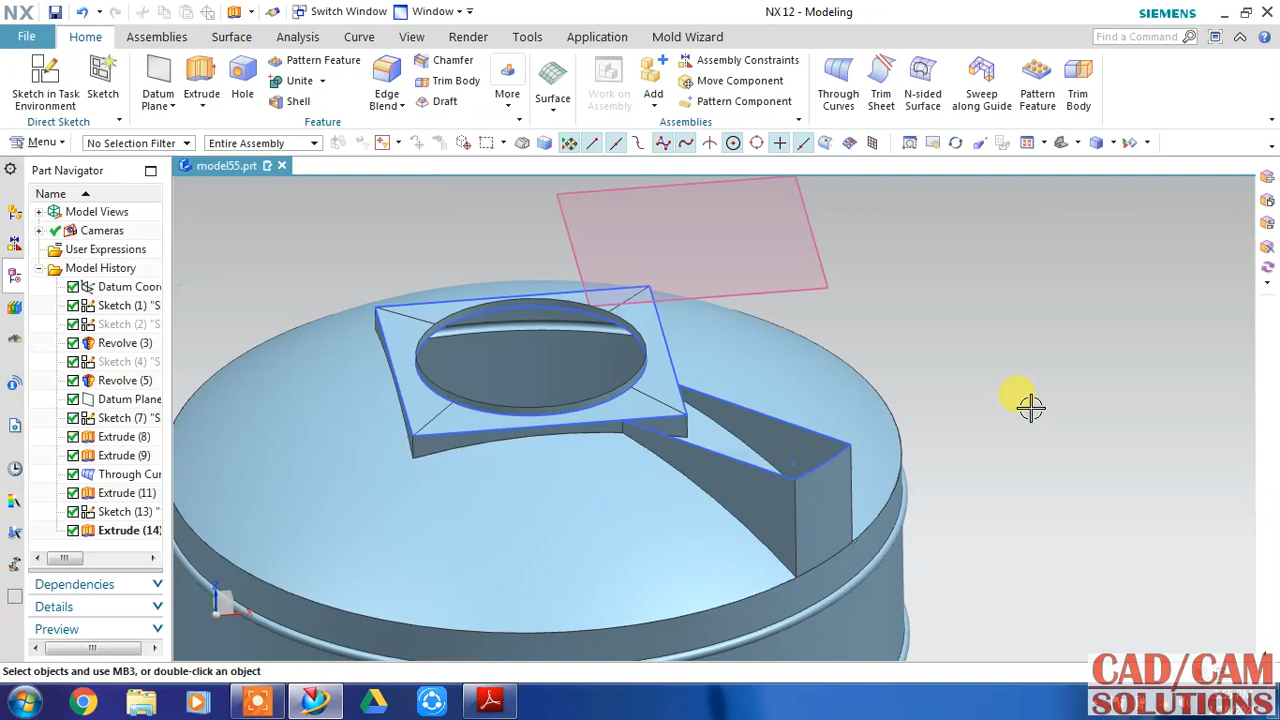 NX
Switch Window
Window
NX 12 - Modeling
SIEMENS
File
Home
Assemblies
Surface
Analysis
Curve
View
Render
Tools
Application
Mold Wizard
Find a Command
Sketch in Task Environment
Sketch
Direct Sketch
Datum Plane
Extrude
Hole
Pattern Feature
Unite
Shell
Edge Blend
Chamfer
Trim Body
Draft
More
Feature
Surface
Work on Assembly
Add
Assembly Constraints
Move Component
Pattern Component
Assemblies
Through Curves
Trim Sheet
N-sided Surface
Sweep along Guide
Pattern Feature
Trim Body
Menu
No Selection Filter
Entire Assembly
Part Navigator
model55.prt
Name
Model Views
Cameras
User Expressions
Model History
Datum Coor
Sketch (1) "S
Sketch (2) "S
Revolve (3)
Sketch (4) "S
Revolve (5)
Datum Plane
Sketch (7) "S
Extrude (8)
Extrude (9)
Through Cur
Extrude (11)
Sketch (13) "
Extrude (14)
Dependencies
Details
Preview
Z
X
Select objects and use MB3, or double-click an object
CAD/CAM
SOLUTIONS